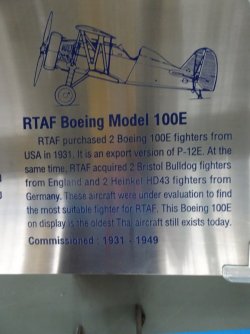 RTAF Boeing Model 100E
RTAF purchased 2 Boeing 100E fighters from
USA in 1931. It is an export version of P-12E. At the
same time, RTAF acquired 2 Bristol Bulldog fighters
from England and 2 Heinkel HD43 fighters from
Germany. These aircraft were under evaluation to find
the most suitable fighter for RTAF. This Boeing 100E
on display is the oldest Thai aircraft still exists today.
Commissioned : 1931 - 1949